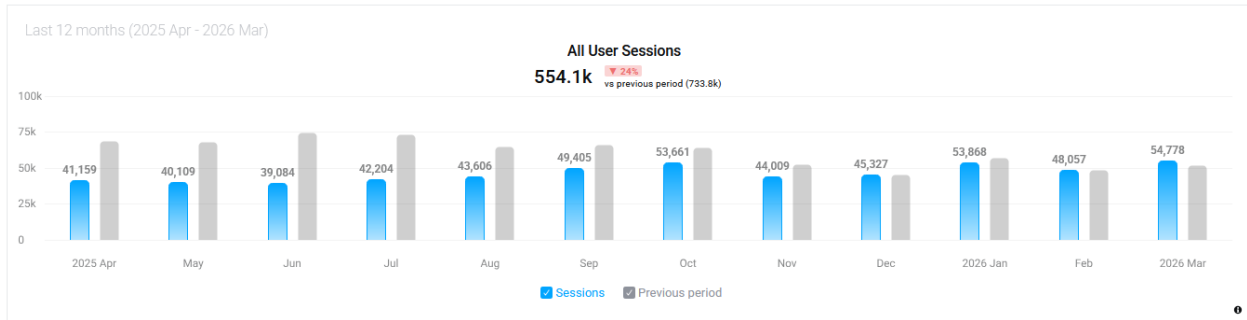 Last 12 months (2025 Apr - 2026 Mar)
All User Sessions
554.1k ▼ 24%
vs previous period (733.8k)
100k
75k
50k
25k
0
41,159 40,109 39,084 42,204 43,606 49,405 53,661 44,009 45,327 53,868 48,057 54,778
2025 Apr May Jun Jul Aug Sep Oct Nov Dec 2026 Jan Feb 2026 Mar
Sessions Previous period